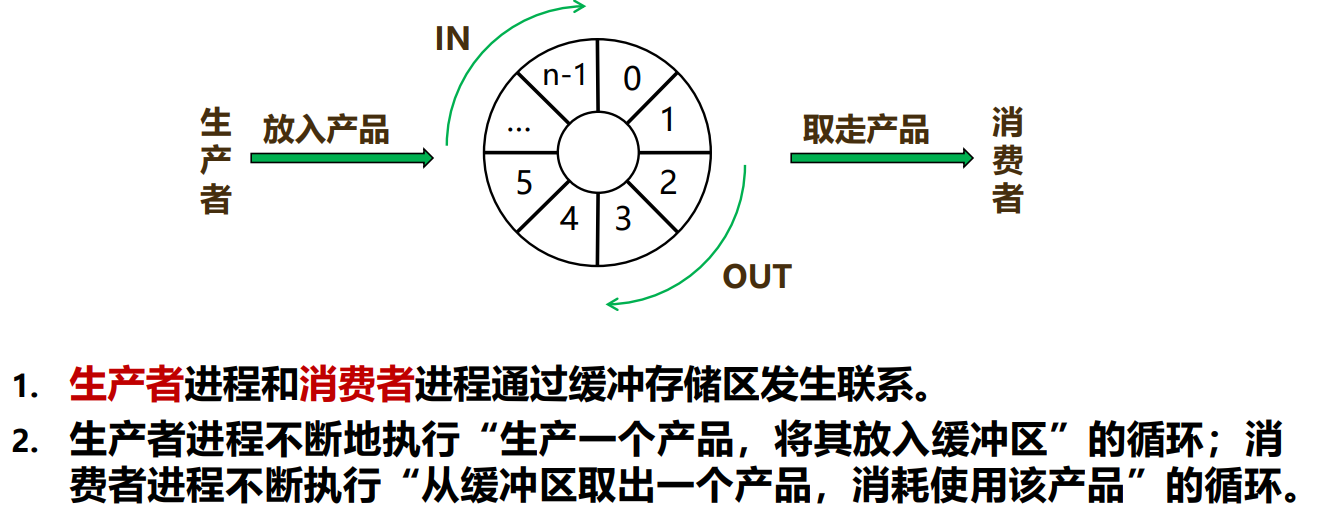 IN
n-1
0
...
1
5
2
4
3
生产者
放入产品
取走产品
消费者
OUT
1. 生产者进程和消费者进程通过缓冲存储区发生联系。
2. 生产者进程不断地执行“生产一个产品，将其放入缓冲区”的循环；消
费者进程不断执行“从缓冲区取出一个产品，消耗使用该产品”的循环。